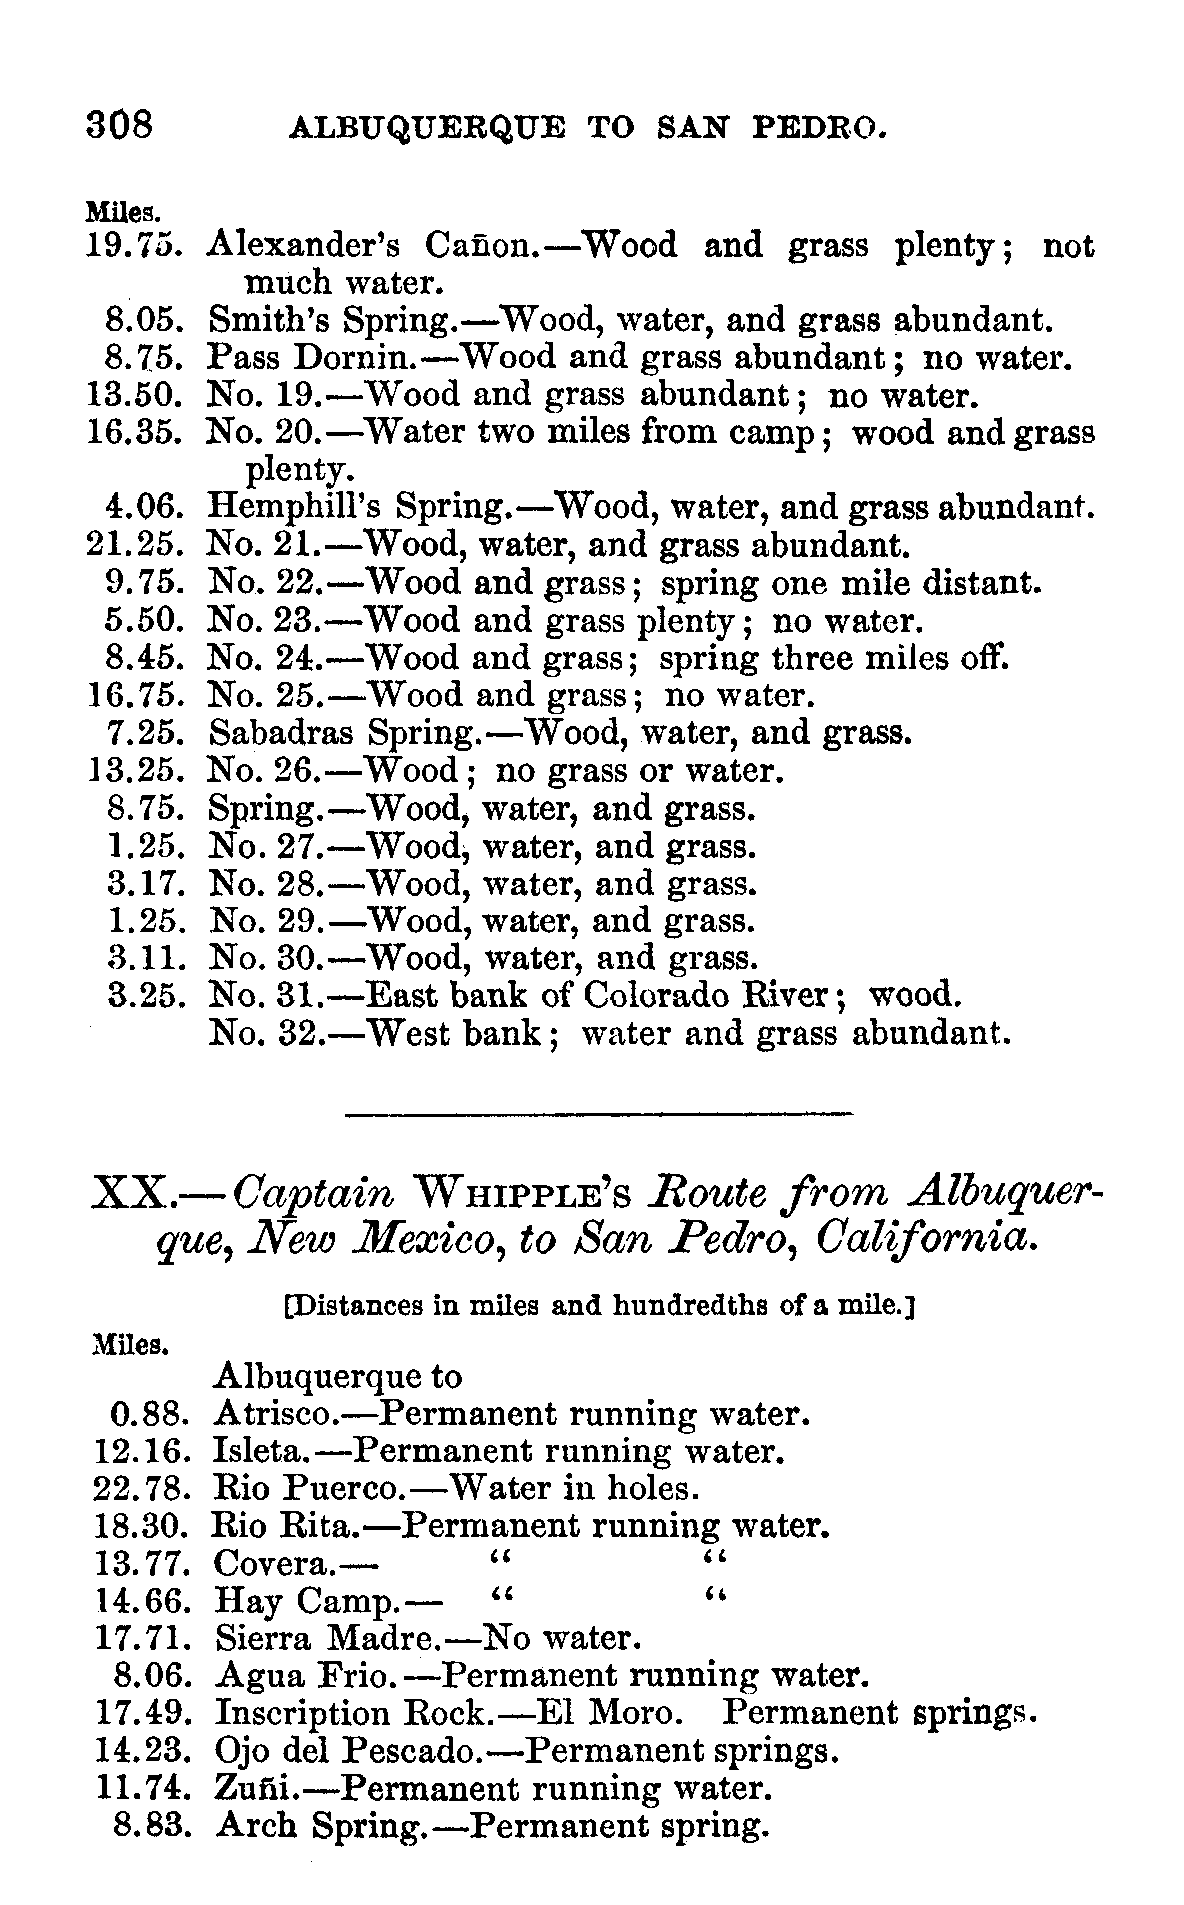 308 ALBUQUERQUE TO SAN PEDRO.
Miles.
19.75. Alexander's Cañon.—Wood and grass plenty; not
much water.
8.05. Smith's Spring.—Wood, water, and grass abundant.
8.75. Pass Dornin.—Wood and grass abundant; no water.
13.50. No. 19.—Wood and grass abundant; no water.
16.35. No. 20.—Water two miles from camp; wood and grass
plenty.
4.06. Hemphill's Spring.—Wood, water, and grass abundant.
21.25. No. 21.—Wood, water, and grass abundant.
9.75. No. 22.—Wood and grass; spring one mile distant.
5.50. No. 23.—Wood and grass plenty; no water.
8.45. No. 24.—Wood and grass; spring three miles off.
16.75. No. 25.—Wood and grass; no water.
7.25. Sabadras Spring.—Wood, water, and grass.
13.25. No. 26.—Wood; no grass or water.
8.75. Spring.—Wood, water, and grass.
1.25. No. 27.—Wood, water, and grass.
3.17. No. 28.—Wood, water, and grass.
1.25. No. 29.—Wood, water, and grass.
3.11. No. 30.—Wood, water, and grass.
3.25. No. 31.—East bank of Colorado River; wood.
No. 32.—West bank; water and grass abundant.
XX.—Captain WHIPPLE'S Route from Albuquer-
que, New Mexico, to San Pedro, California.
[Distances in miles and hundredths of a mile.]
Miles.
Albuquerque to
0.88. Atrisco.—Permanent running water.
12.16. Isleta.—Permanent running water.
22.78. Rio Puerco.—Water in holes.
18.30. Rio Rita.—Permanent running water.
13.77. Covera.— “ “
14.66. Hay Camp.— “ “
17.71. Sierra Madre.—No water.
8.06. Agua Frio.—Permanent running water.
17.49. Inscription Rock.—El Moro. Permanent springs.
14.23. Ojo del Pescado.—Permanent springs.
11.74. Zuñi.—Permanent running water.
8.83. Arch Spring.—Permanent spring.